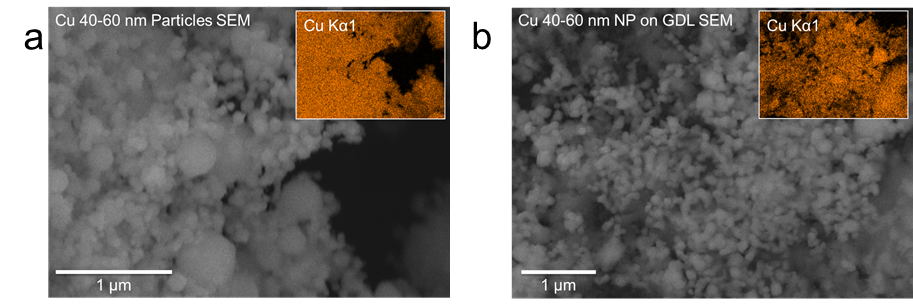 a
Cu 40-60 nm Particles SEM
Cu Kα1
1 μm
b
Cu 40-60 nm NP on GDL SEM
Cu Kα1
1 μm